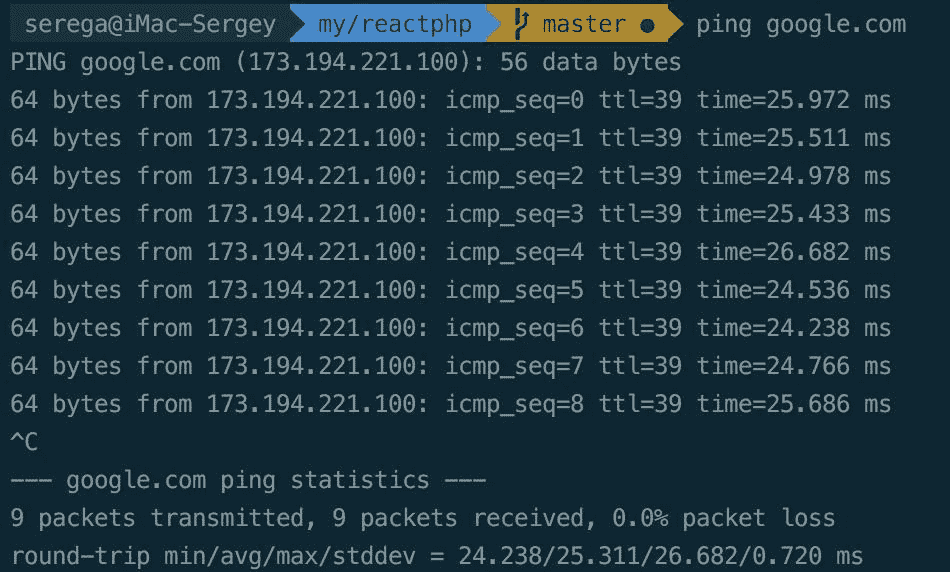 serega@iMac-Sergey my/reactphp master ● ping google.com
PING google.com (173.194.221.100): 56 data bytes
64 bytes from 173.194.221.100: icmp_seq=0 ttl=39 time=25.972 ms
64 bytes from 173.194.221.100: icmp_seq=1 ttl=39 time=25.511 ms
64 bytes from 173.194.221.100: icmp_seq=2 ttl=39 time=24.978 ms
64 bytes from 173.194.221.100: icmp_seq=3 ttl=39 time=25.433 ms
64 bytes from 173.194.221.100: icmp_seq=4 ttl=39 time=26.682 ms
64 bytes from 173.194.221.100: icmp_seq=5 ttl=39 time=24.536 ms
64 bytes from 173.194.221.100: icmp_seq=6 ttl=39 time=24.238 ms
64 bytes from 173.194.221.100: icmp_seq=7 ttl=39 time=24.766 ms
64 bytes from 173.194.221.100: icmp_seq=8 ttl=39 time=25.686 ms
^C
--- google.com ping statistics ---
9 packets transmitted, 9 packets received, 0.0% packet loss
round-trip min/avg/max/stddev = 24.238/25.311/26.682/0.720 ms